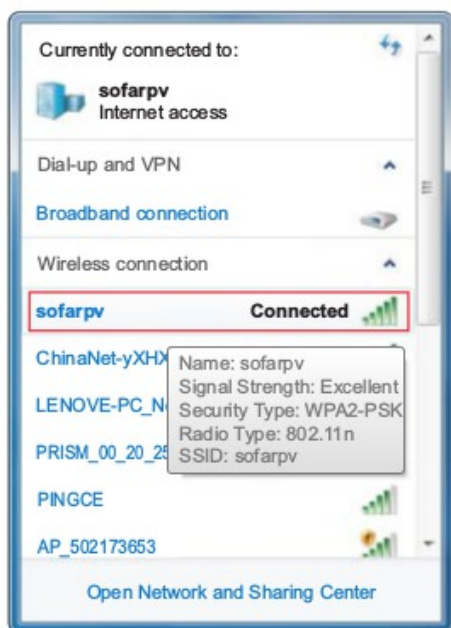 Currently connected to:
sofarpv
Internet access
Dial-up and VPN
Broadband connection
Wireless connection
sofarpv Connected
ChinaNet-yXHX
Name: sofarpv
Signal Strength: Excellent
Security Type: WPA2-PSK
Radio Type: 802.11n
SSID: sofarpv
LENOVE-PC_N
PRISM_00_20_25
PINGCE
AP_502173653
Open Network and Sharing Center